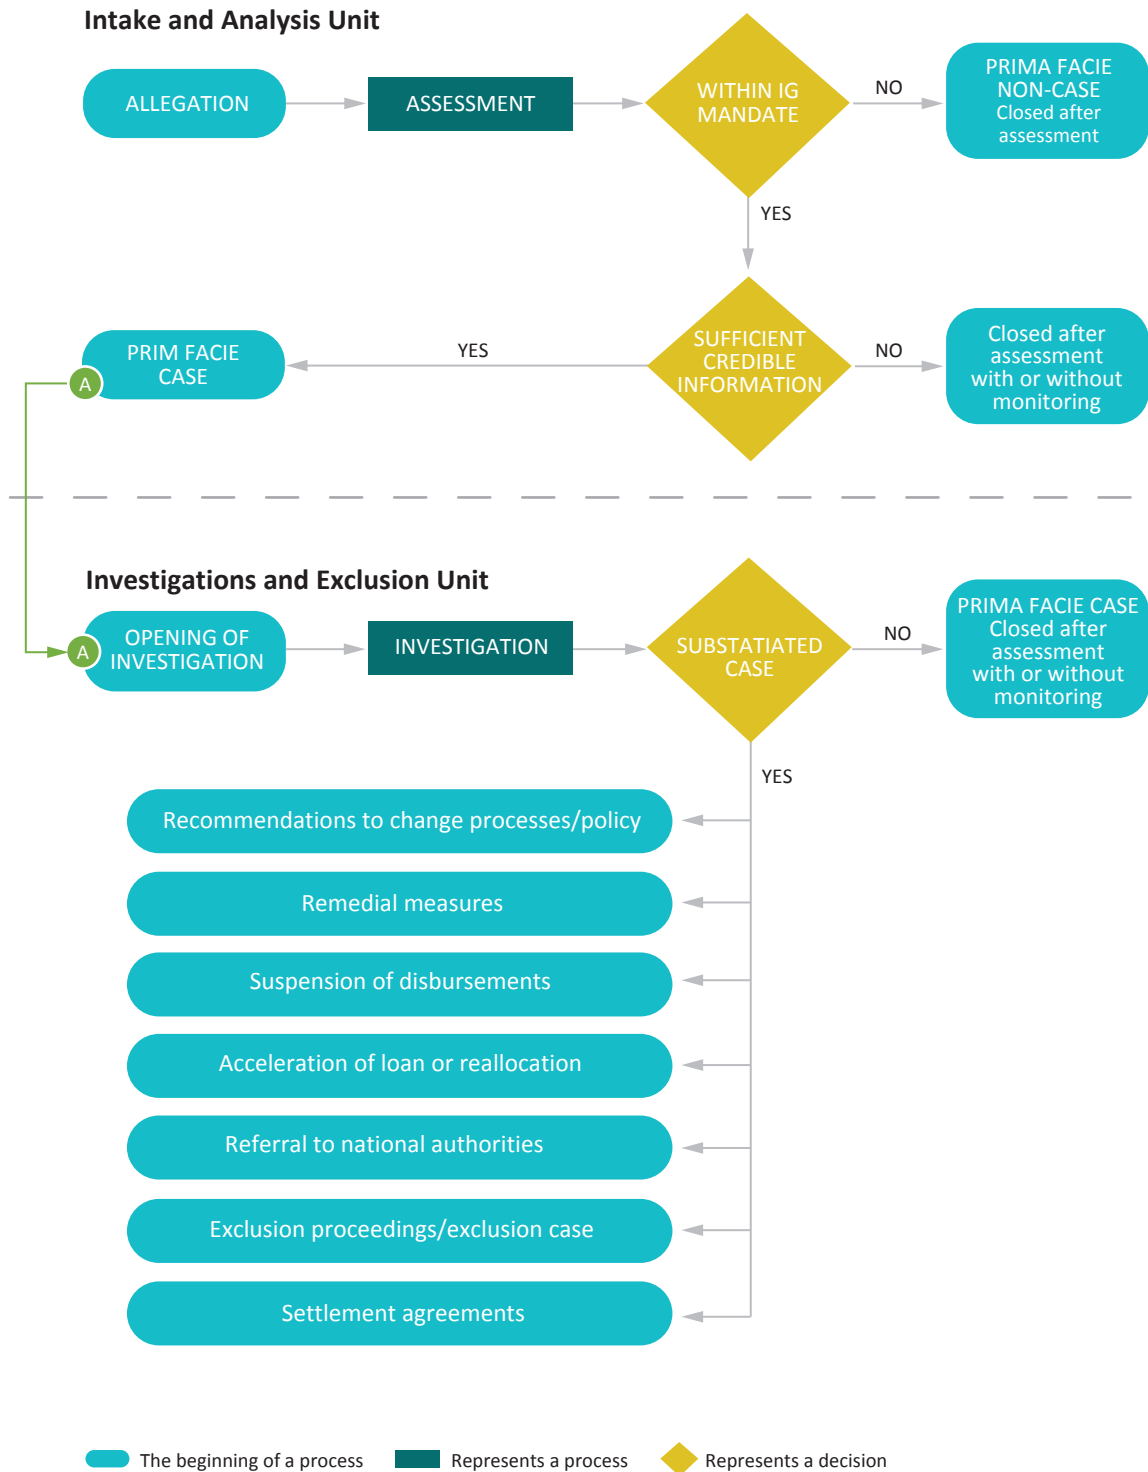 Intake and Analysis Unit
ALLEGATION
ASSESSMENT
WITHIN IG
MANDATE
NO
PRIMA FACIE
NON-CASE
Closed after
assessment
YES
PRIM FACIE
CASE
A
YES
SUFFICIENT
CREDIBLE
INFORMATION
NO
Closed after
assessment
with or without
monitoring
Investigations and Exclusion Unit
A
OPENING OF
INVESTIGATION
INVESTIGATION
SUBSTATIATED
CASE
NO
PRIMA FACIE CASE
Closed after
assessment
with or without
monitoring
YES
Recommendations to change processes/policy
Remedial measures
Suspension of disbursements
Acceleration of loan or reallocation
Referral to national authorities
Exclusion proceedings/exclusion case
Settlement agreements
The beginning of a process
Represents a process
Represents a decision